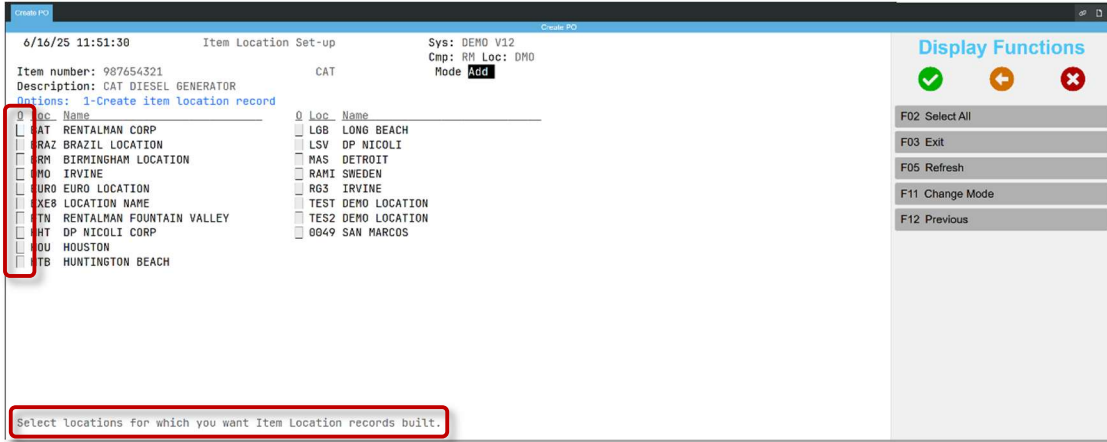 Create PO
Create PO
6/16/25 11:51:30 Item Location Set-up Sys: DEMO V12
Cmp: RM Loc: DMO
Item number: 987654321 CAT Mode Add
Description: CAT DIESEL GENERATOR
Options: 1-Create item location record
O Loc Name O Loc Name
RENTALMAN CORP LGB LONG BEACH
BRAZ BRAZIL LOCATION LSV DP NICOLI
BRM BIRMINGHAM LOCATION MAS DETROIT
DMO IRVINE RAMI SWEDEN
EURO EURO LOCATION RG3 IRVINE
EXE8 LOCATION NAME TEST DEMO LOCATION
FTN RENTALMAN FOUNTAIN VALLEY TES2 DEMO LOCATION
DP NICOLI CORP 0049 SAN MARCOS
HOU HOUSTON
HTB HUNTINGTON BEACH
Select locations for which you want Item Location records built.
Display Functions
F02 Select All
F03 Exit
F05 Refresh
F11 Change Mode
F12 Previous